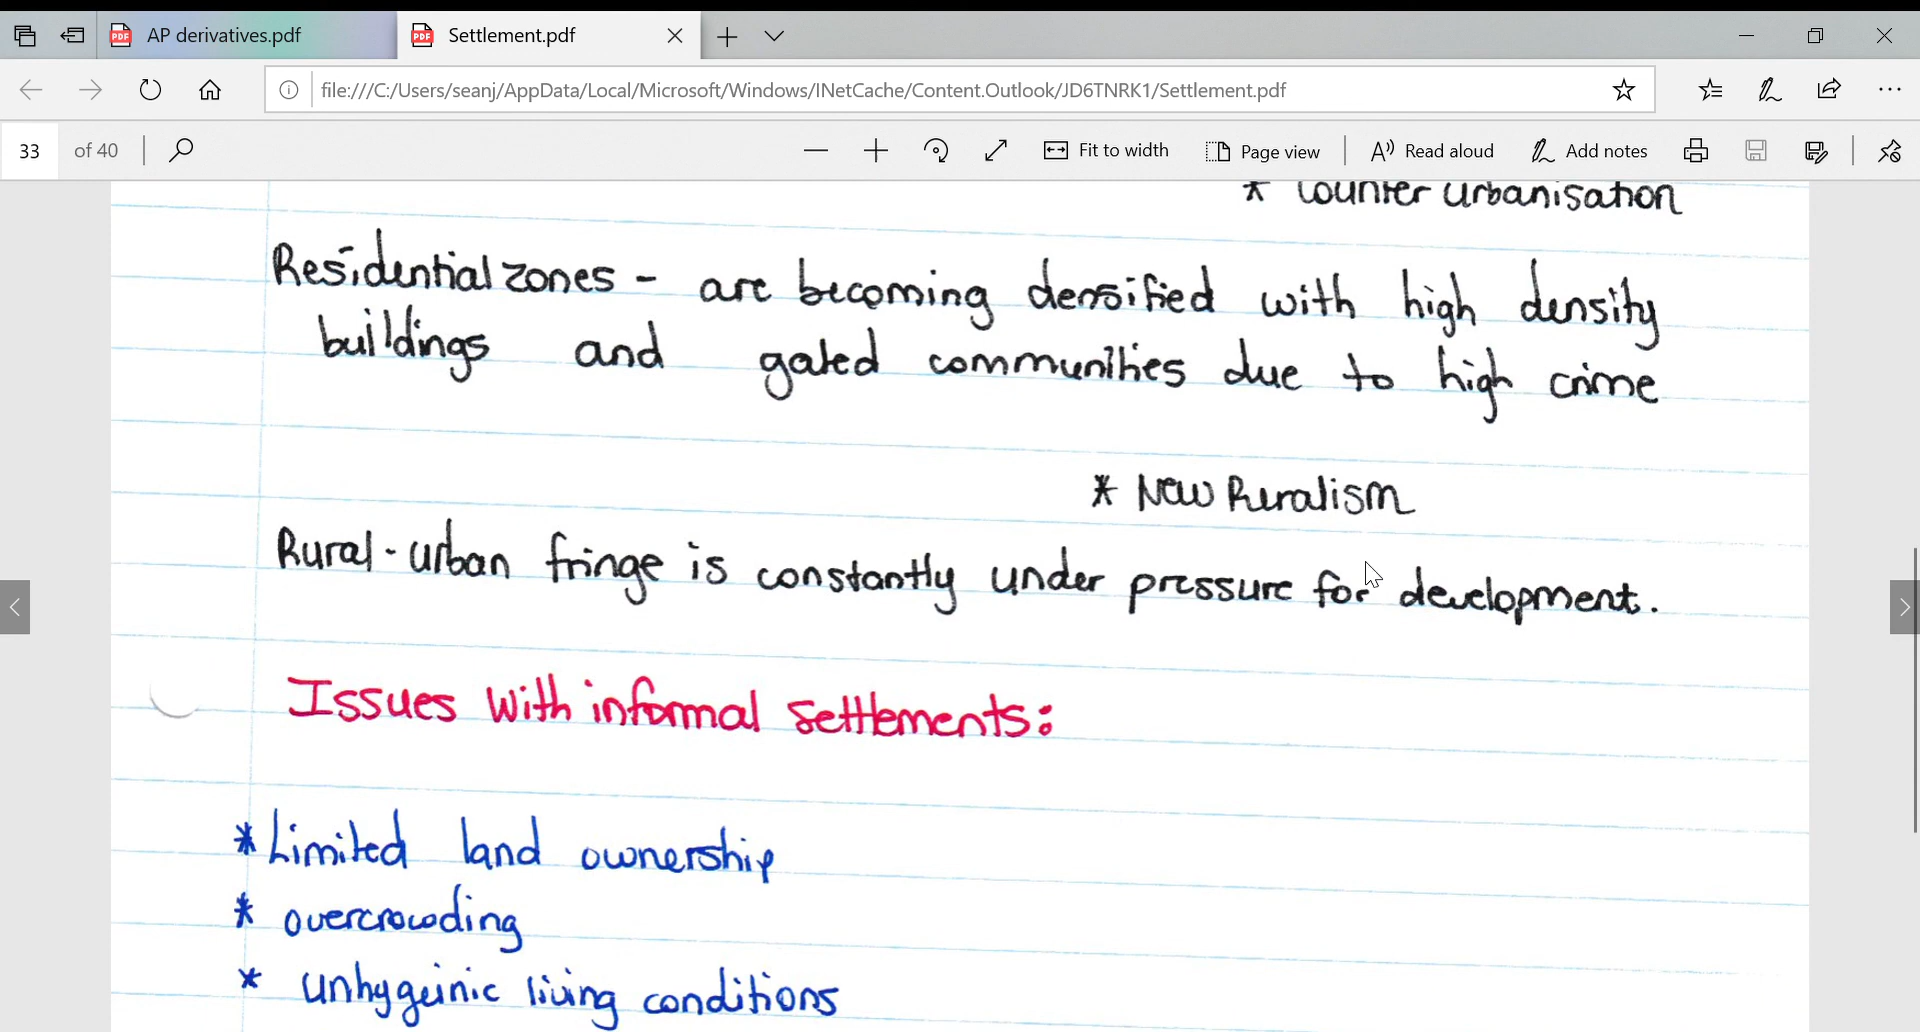 AP derivatives.pdf
Settlement.pdf
file:///C:/Users/seanj/AppData/Local/Microsoft/Windows/INetCache/Content.Outlook/JD6TNRK1/Settlement.pdf
33 of 40
Fit to width
Page view
Read aloud
Add notes
* Counter Urbanisation
Residential zones - are becoming densified with high density
buildings and gated communities due to high crime
* New Ruralism
Rural-urban fringe is constantly under pressure for development.
Issues with informal settlements:
* Limited land ownership
* overcrowding
* unhygeinic living conditions